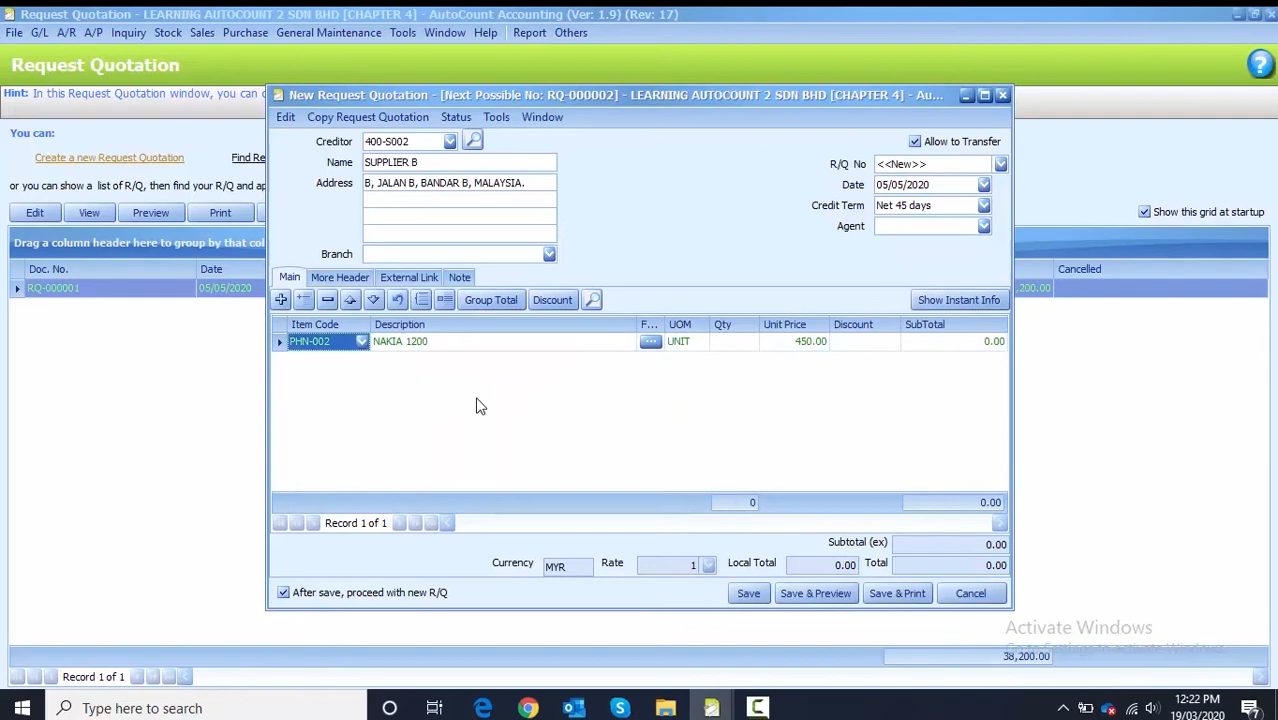 Request Quotation - LEARNING AUTOCOUNT 2 SDN BHD [CHAPTER 4] - AutoCount Accounting (Ver: 1.9) (Rev: 17)
File G/L A/R A/P Inquiry Stock Sales Purchase General Maintenance Tools Window Help Report Others
Request Quotation
Hint: In this Request Quotation window, you can
New Request Quotation - [Next Possible No: RQ-000002] - LEARNING AUTOCOUNT 2 SDN BHD [CHAPTER 4] - Au...
Edit Copy Request Quotation Status Tools Window
You can:
Create a new Request Quotation Find Re
or you can show a list of R/Q, then find your R/Q and ap
Edit View Preview Print
Show this grid at startup
Creditor 400-S002
Allow to Transfer
Name SUPPLIER B
R/Q No <<New>>
Address B, JALAN B, BANDAR B, MALAYSIA.
Date 05/05/2020
Credit Term Net 45 days
Agent
Branch
Drag a column header here to group by that col
Doc. No. Date Cancelled
RQ-000001 05/05/2020 ,200.00
Main More Header External Link Note
Group Total Discount Show Instant Info
Item Code Description F... UOM Qty Unit Price Discount SubTotal
PHN-002 NAKIA 1200 ... UNIT 450.00 0.00
0 0.00
Record 1 of 1
Subtotal (ex) 0.00
Currency MYR Rate 1 Local Total 0.00 Total 0.00
After save, proceed with new R/Q Save Save & Preview Save & Print Cancel
Activate Windows
Go to Settings to activate Windows.
38,200.00
Record 1 of 1
Type here to search
12:22 PM
19/03/2020
7